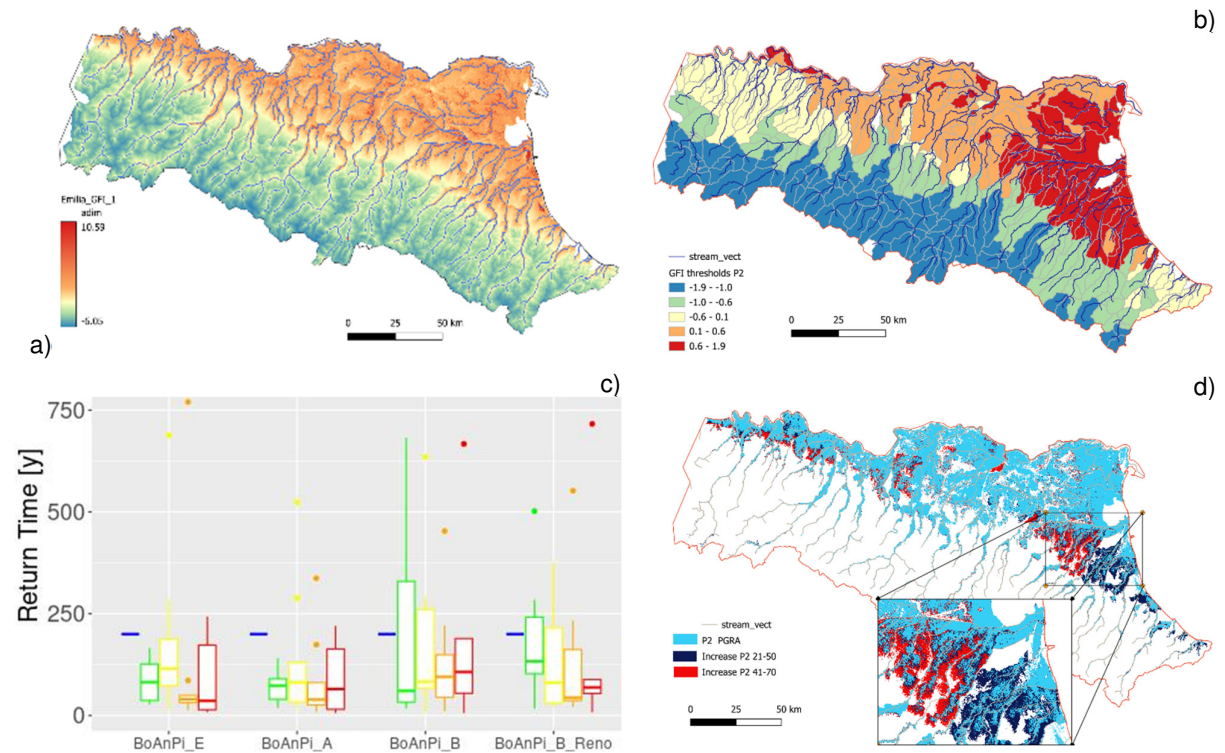 b)
Emilia_GFI_1
adim
10.59
-5.05
0 25 50 km
a)
stream_vect
GFI thresholds P2
-1.9 - -1.0
-1.0 - -0.6
-0.6 - 0.1
0.1 - 0.6
0.6 - 1.9
0 25 50 km
c)
Return Time [y]
750
500
250
0
BoAnPi_E
BoAnPi_A
BoAnPi_B
BoAnPi_B_Reno
d)
stream_vect
P2 PGRA
Increase P2 21-50
Increase P2 41-70
0 25 50 km